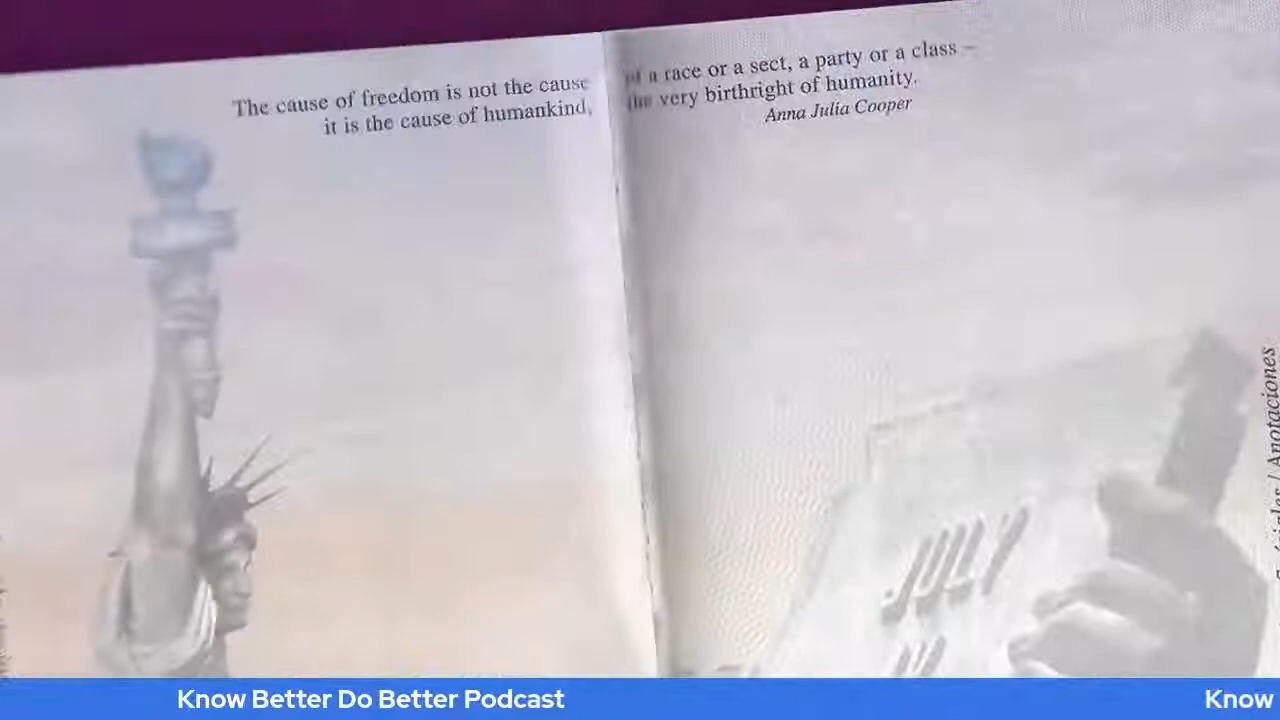 The cause of freedom is not the cause of a race or a sect, a party or a class –
it is the cause of humankind, the very birthright of humanity.
Anna Julia Cooper
JULY
Anotaciones
Know Better Do Better Podcast
Know